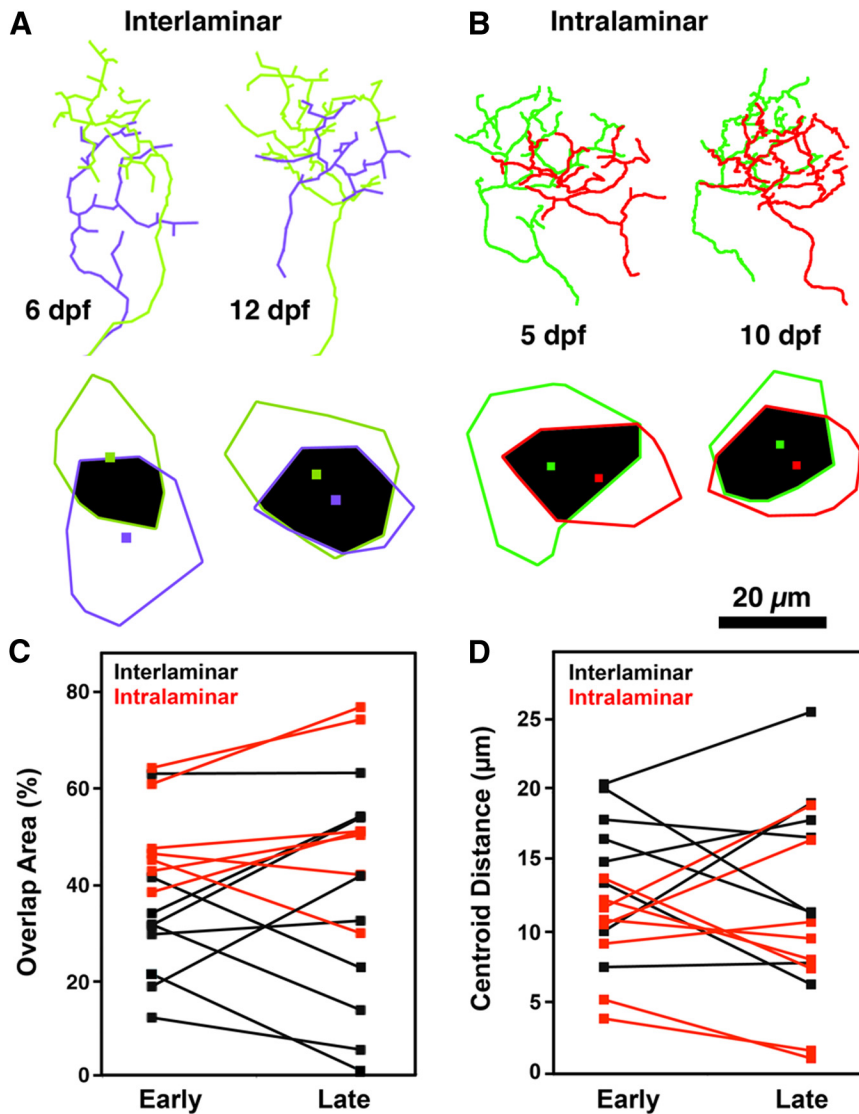 A Interlaminar
B Intralaminar
6 dpf 12 dpf
5 dpf 10 dpf
20 µm
C
Interlaminar
Intralaminar
80
60
40
20
0
Overlap Area (%)
Early Late
D
Interlaminar
Intralaminar
25
20
15
10
5
0
Centroid Distance (µm)
Early Late